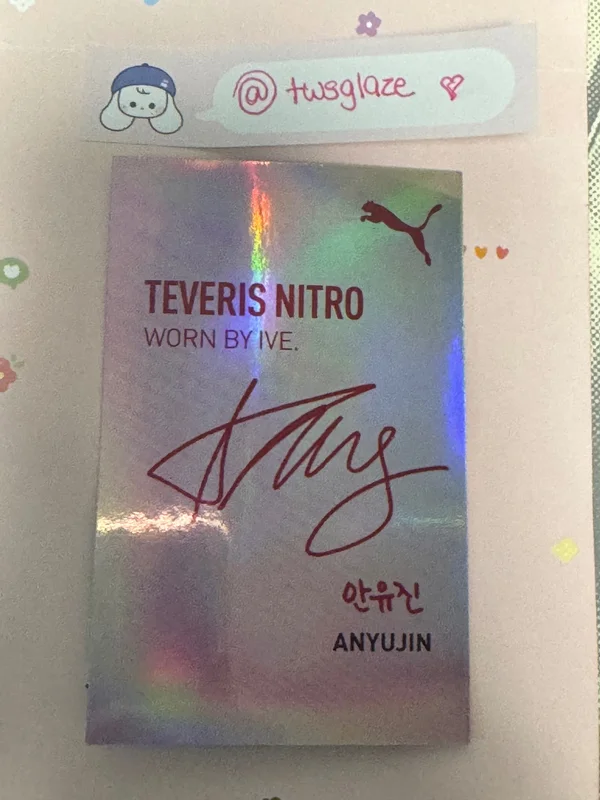 @twsglaze
TEVERIS NITRO
WORN BY IVE.
안유진
ANYUJIN